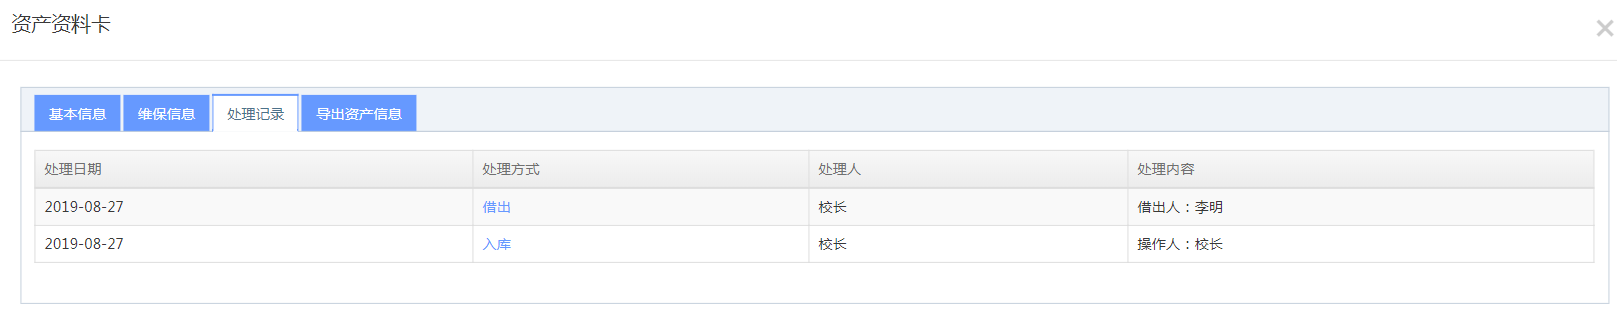 资产资料卡
基本信息 维保信息 处理记录 导出资产信息
处理日期 处理方式 处理人 处理内容
2019-08-27 借出 校长 借出人：李明
2019-08-27 入库 校长 操作人：校长